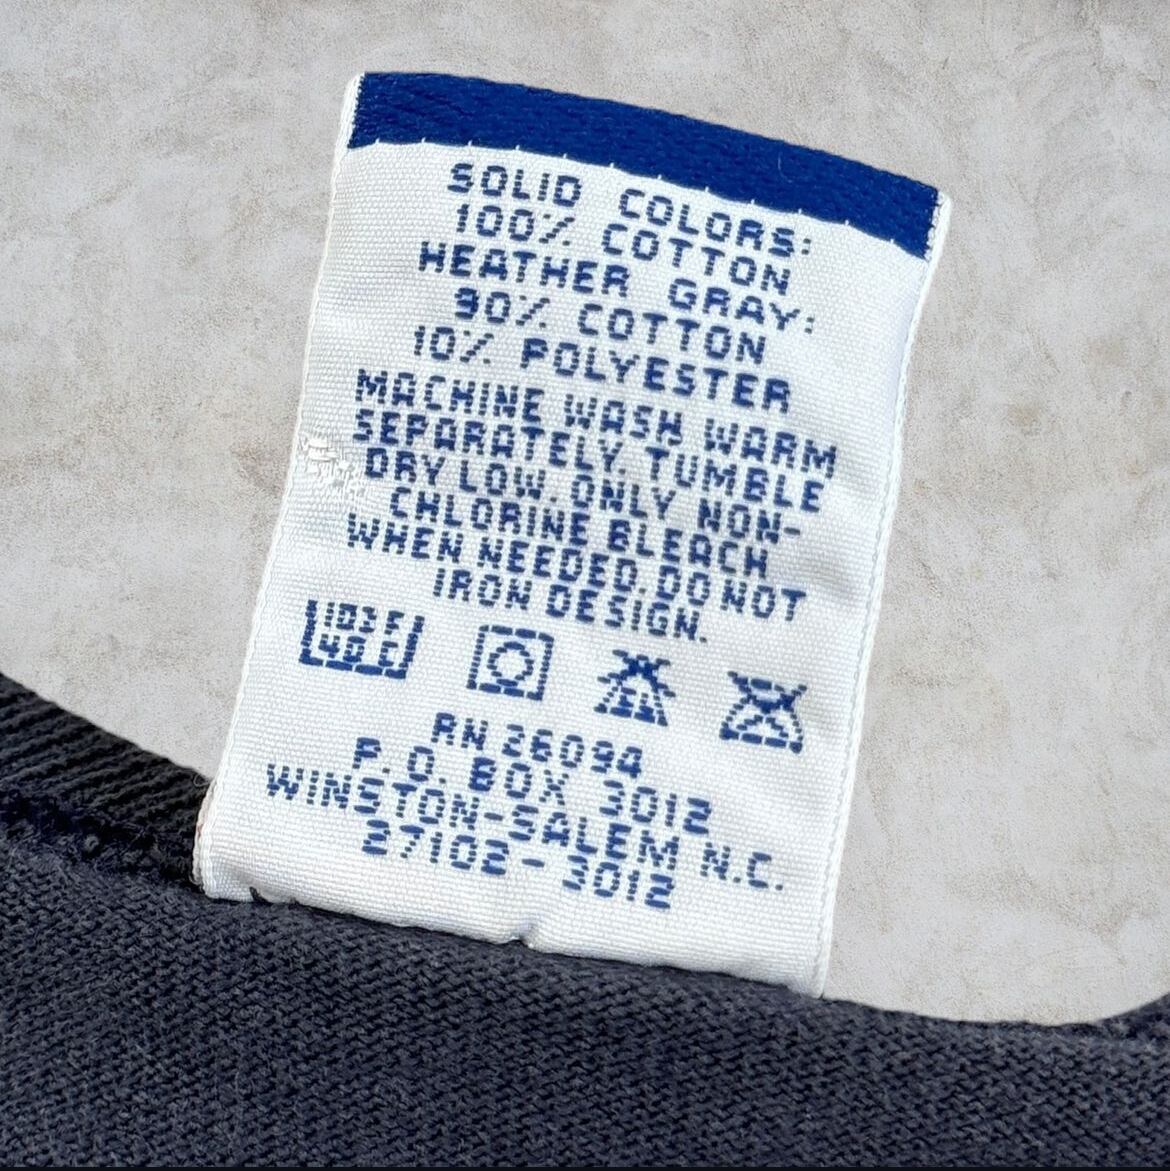 SOLID COLORS:
100% COTTON
HEATHER GRAY:
90% COTTON
10% POLYESTER
MACHINE WASH WARM
SEPARATELY. TUMBLE
DRY LOW. ONLY NON-
CHLORINE BLEACH
WHEN NEEDED. DO NOT
IRON DESIGN.
RN 26094
P.O. BOX 3012
WINSTON-SALEM N.C.
27102-3012